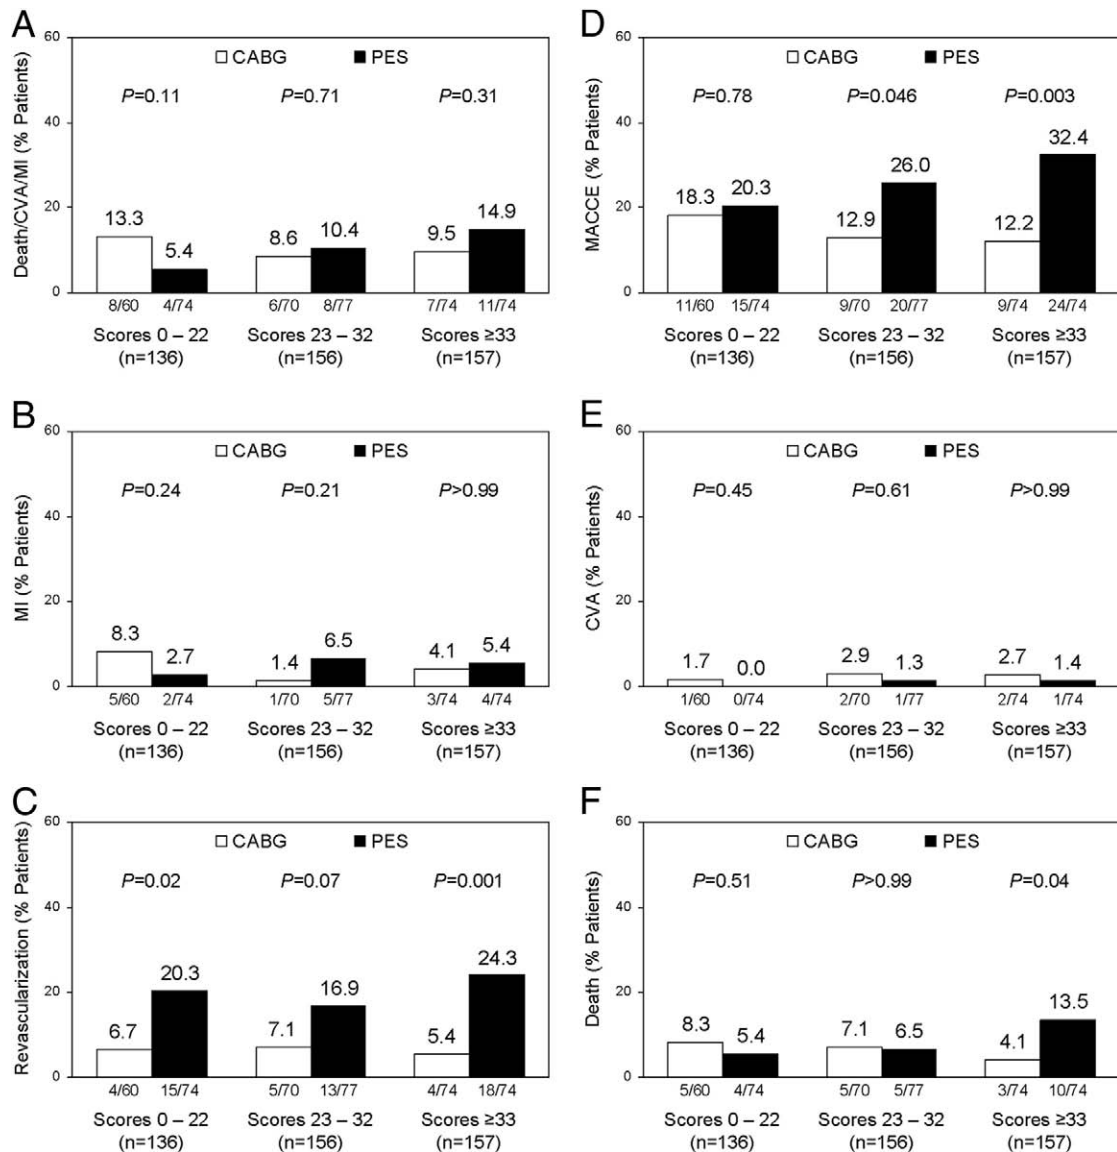 A
Death/CVA/MI (% Patients)
60
40
20
0
CABG PES
P=0.11 P=0.71 P=0.31
13.3 5.4 8.6 10.4 9.5 14.9
8/60 4/74 6/70 8/77 7/74 11/74
Scores 0 – 22 Scores 23 – 32 Scores ≥33
(n=136) (n=156) (n=157)
D
MACCE (% Patients)
60
40
20
0
CABG PES
P=0.78 P=0.046 P=0.003
18.3 20.3 12.9 26.0 12.2 32.4
11/60 15/74 9/70 20/77 9/74 24/74
Scores 0 – 22 Scores 23 – 32 Scores ≥33
(n=136) (n=156) (n=157)
B
MI (% Patients)
60
40
20
0
CABG PES
P=0.24 P=0.21 P>0.99
8.3 2.7 1.4 6.5 4.1 5.4
5/60 2/74 1/70 5/77 3/74 4/74
Scores 0 – 22 Scores 23 – 32 Scores ≥33
(n=136) (n=156) (n=157)
E
CVA (% Patients)
60
40
20
0
CABG PES
P=0.45 P=0.61 P>0.99
1.7 0.0 2.9 1.3 2.7 1.4
1/60 0/74 2/70 1/77 2/74 1/74
Scores 0 – 22 Scores 23 – 32 Scores ≥33
(n=136) (n=156) (n=157)
C
Revascularization (% Patients)
60
40
20
0
CABG PES
P=0.02 P=0.07 P=0.001
6.7 20.3 7.1 16.9 5.4 24.3
4/60 15/74 5/70 13/77 4/74 18/74
Scores 0 – 22 Scores 23 – 32 Scores ≥33
(n=136) (n=156) (n=157)
F
Death (% Patients)
60
40
20
0
CABG PES
P=0.51 P>0.99 P=0.04
8.3 5.4 7.1 6.5 4.1 13.5
5/60 4/74 5/70 5/77 3/74 10/74
Scores 0 – 22 Scores 23 – 32 Scores ≥33
(n=136) (n=156) (n=157)